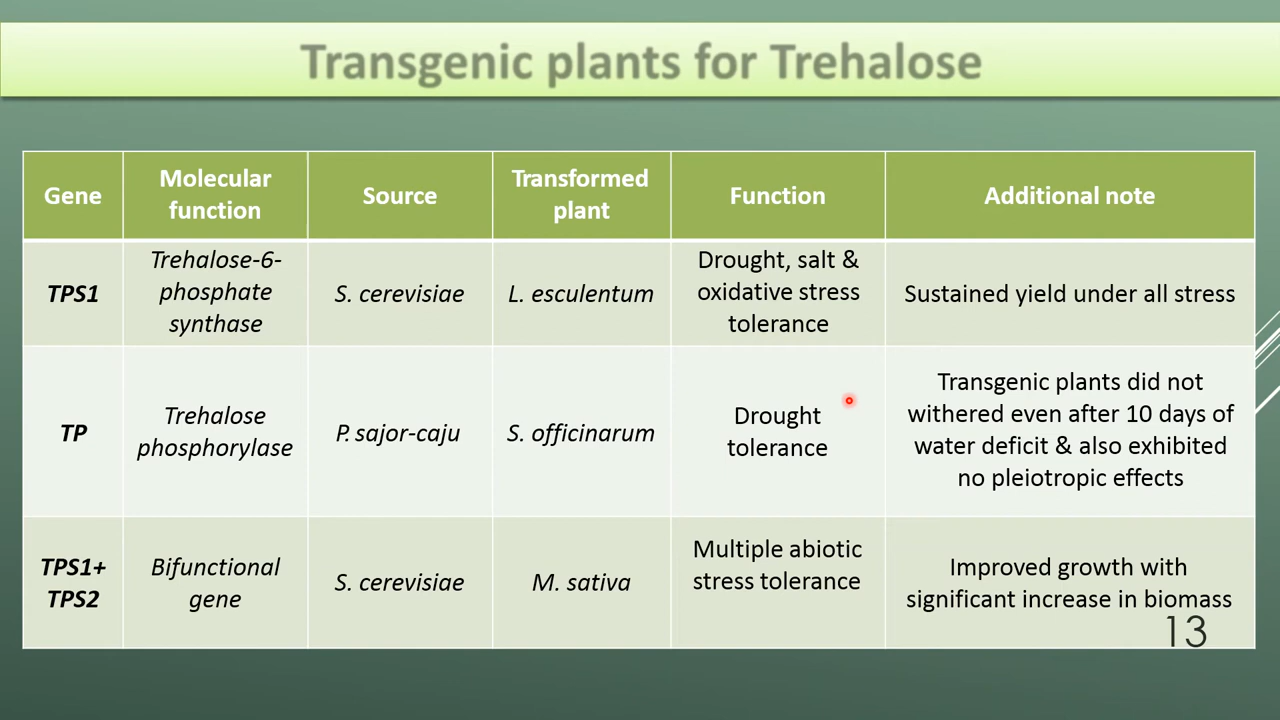 Transgenic plants for Trehalose
Gene
Molecular
function
Source
Transformed
plant
Function
Additional note
TPS1
Trehalose-6-
phosphate
synthase
S. cerevisiae
L. esculentum
Drought, salt &
oxidative stress
tolerance
Sustained yield under all stress
TP
Trehalose
phosphorylase
P. sajor-caju
S. officinarum
Drought
tolerance
Transgenic plants did not
withered even after 10 days of
water deficit & also exhibited
no pleiotropic effects
TPS1+
TPS2
Bifunctional
gene
S. cerevisiae
M. sativa
Multiple abiotic
stress tolerance
Improved growth with
significant increase in biomass
13